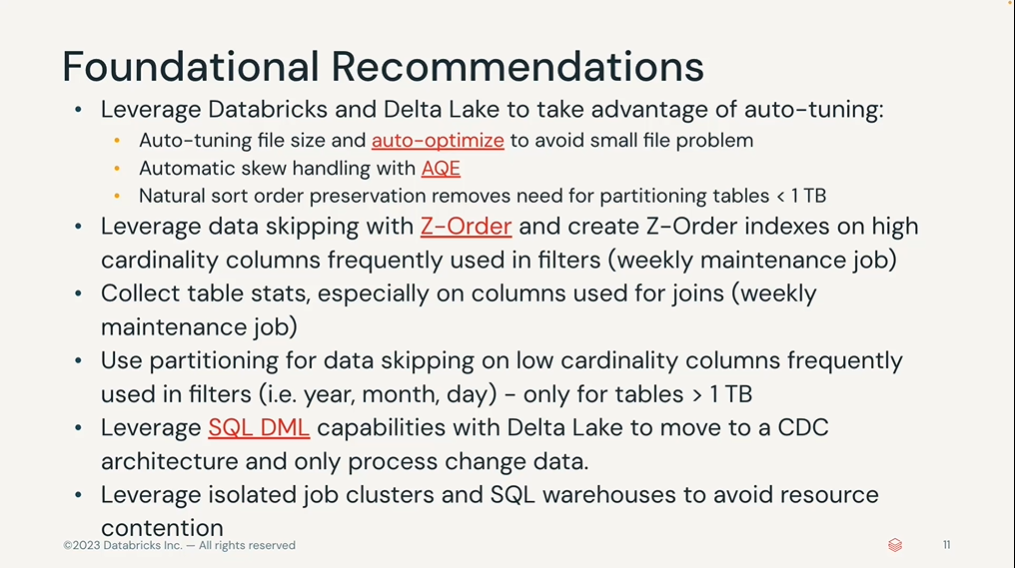 Foundational Recommendations
• Leverage Databricks and Delta Lake to take advantage of auto-tuning:
• Auto-tuning file size and auto-optimize to avoid small file problem
• Automatic skew handling with AQE
• Natural sort order preservation removes need for partitioning tables < 1 TB
• Leverage data skipping with Z-Order and create Z-Order indexes on high
cardinality columns frequently used in filters (weekly maintenance job)
• Collect table stats, especially on columns used for joins (weekly
maintenance job)
• Use partitioning for data skipping on low cardinality columns frequently
used in filters (i.e. year, month, day) – only for tables > 1 TB
• Leverage SQL DML capabilities with Delta Lake to move to a CDC
architecture and only process change data.
• Leverage isolated job clusters and SQL warehouses to avoid resource
contention
©2023 Databricks Inc. — All rights reserved
11